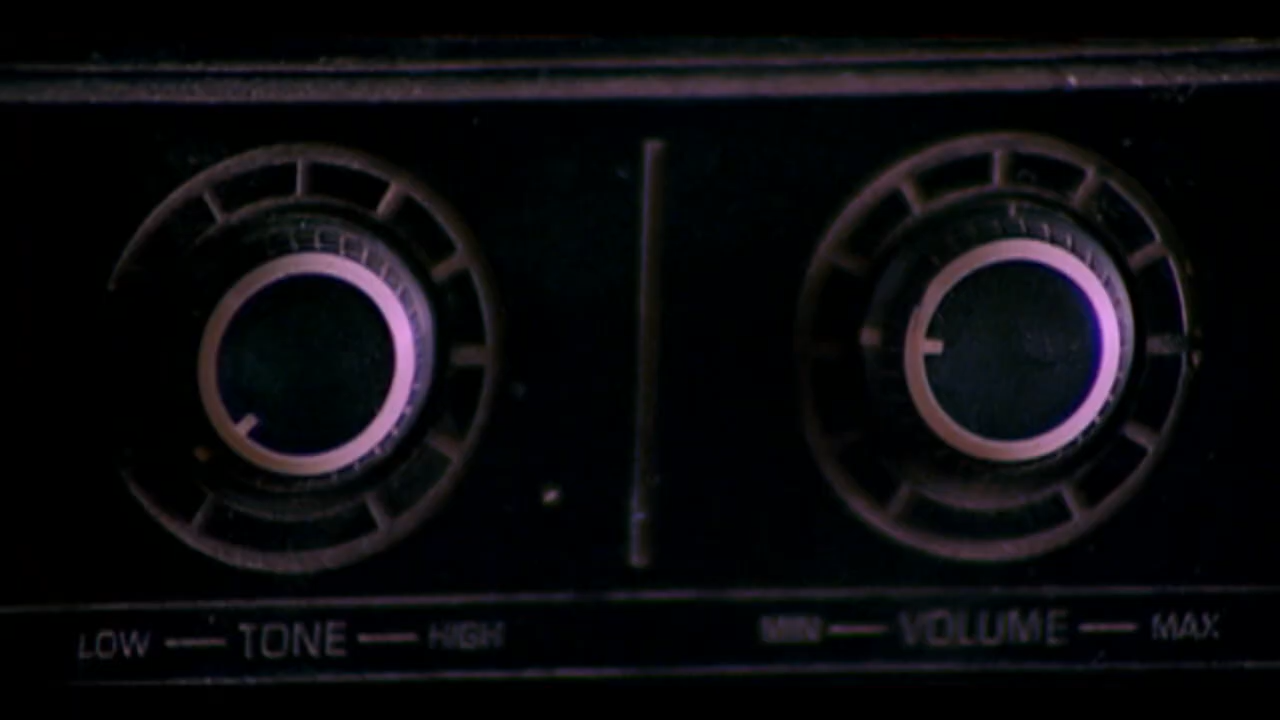 LOW — TONE — HIGH
MIN — VOLUME — MAX